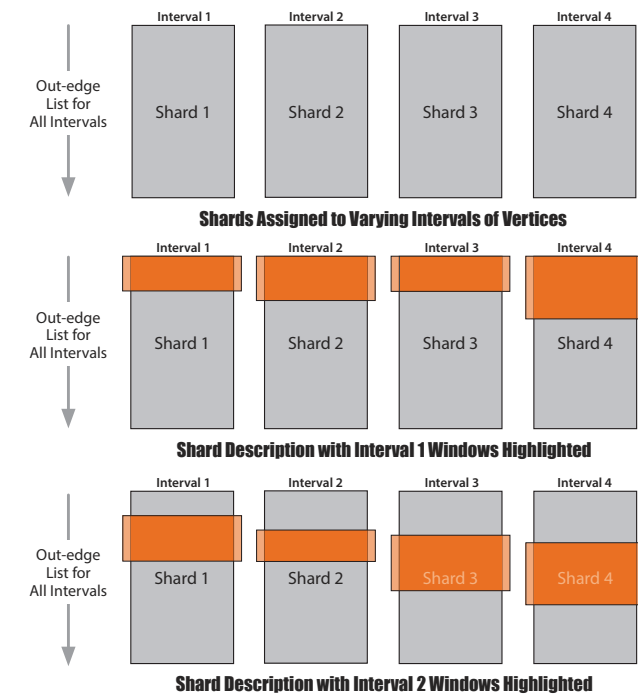 Interval 1 Interval 2 Interval 3 Interval 4
Out-edge
List for
All Intervals
Shard 1 Shard 2 Shard 3 Shard 4
Shards Assigned to Varying Intervals of Vertices
Interval 1 Interval 2 Interval 3 Interval 4
Out-edge
List for
All Intervals
Shard 1 Shard 2 Shard 3 Shard 4
Shard Description with Interval 1 Windows Highlighted
Interval 1 Interval 2 Interval 3 Interval 4
Out-edge
List for
All Intervals
Shard 1 Shard 2 Shard 3 Shard 4
Shard Description with Interval 2 Windows Highlighted